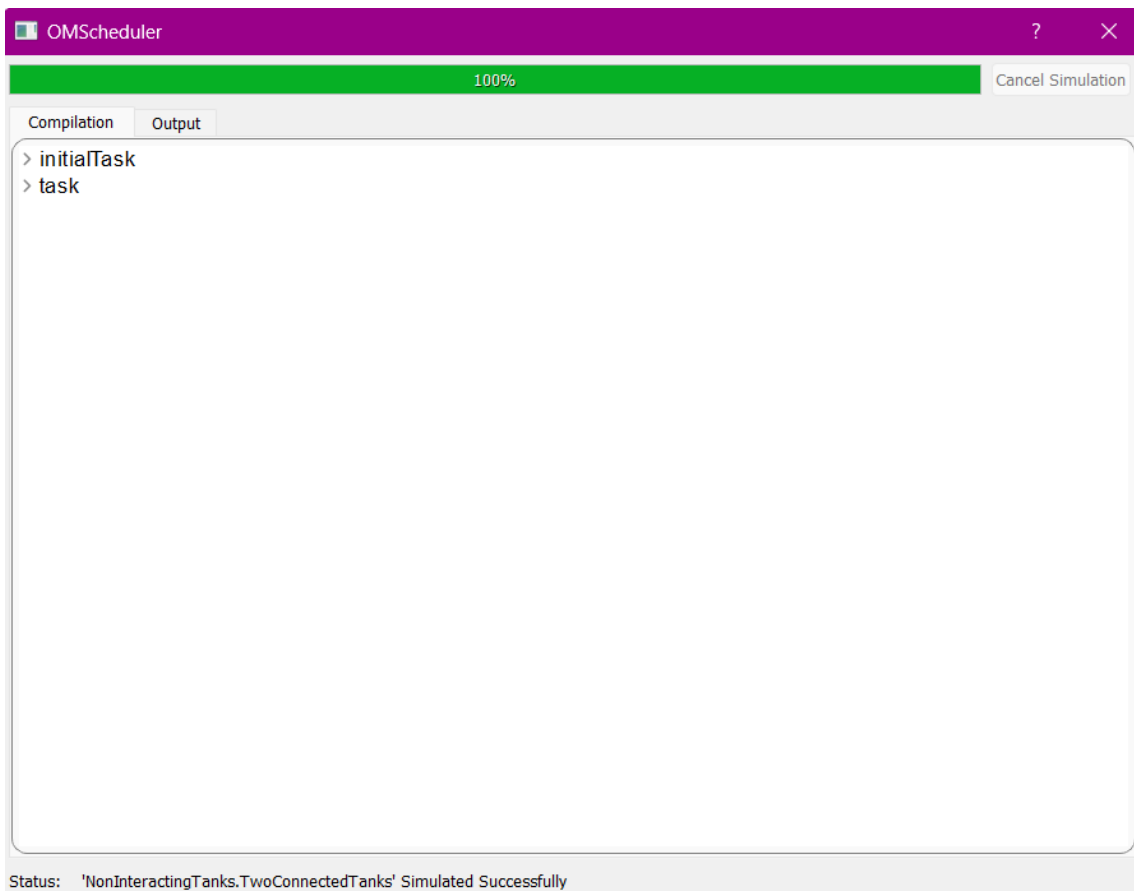 OMScheduler
?
100%
Cancel Simulation
Compilation Output
initialTask
task
Status: 'NonInteractingTanks.TwoConnectedTanks' Simulated Successfully